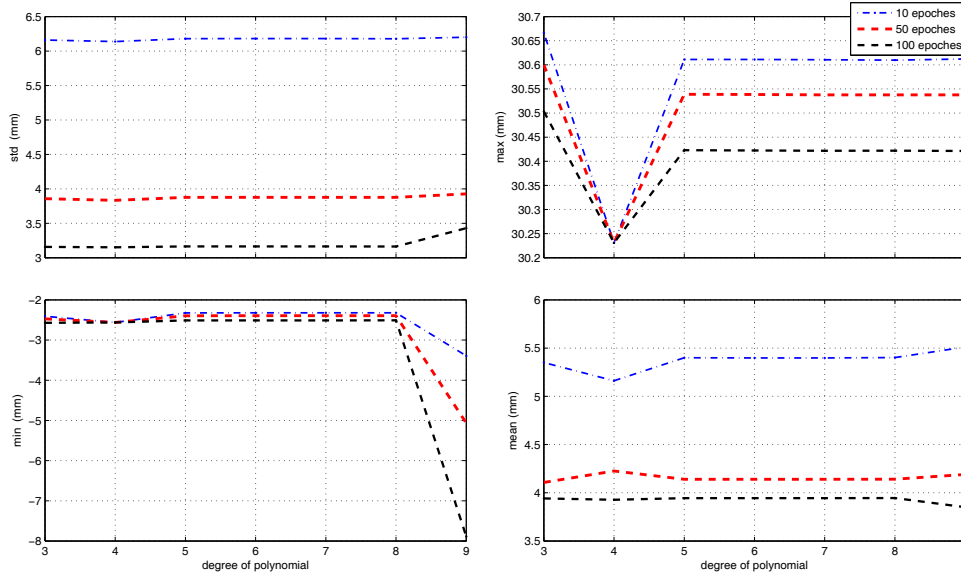 6.5
6
5.5
5
4.5
4
3.5
3
std (mm)
30.7
30.65
30.6
30.55
30.5
30.45
30.4
30.35
30.3
30.25
30.2
max (mm)
10 epoches
50 epoches
100 epoches
-2
-3
-4
-5
-6
-7
-8
min (mm)
3 4 5 6 7 8 9
degree of polynomial
6
5.5
5
4.5
4
3.5
mean (mm)
3 4 5 6 7 8
degree of polynomial